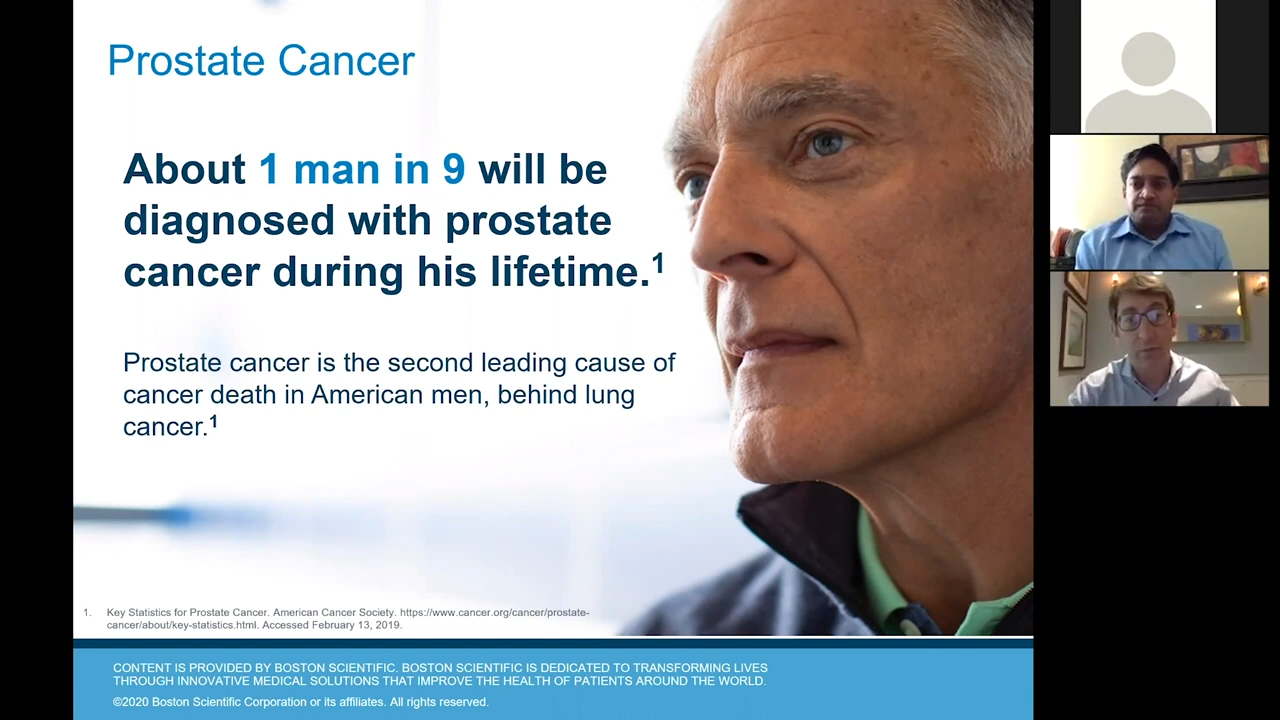 Prostate Cancer
About 1 man in 9 will be
diagnosed with prostate
cancer during his lifetime.1
Prostate cancer is the second leading cause of
cancer death in American men, behind lung
cancer.1
1. Key Statistics for Prostate Cancer. American Cancer Society. https://www.cancer.org/cancer/prostate-
cancer/about/key-statistics.html. Accessed February 13, 2019.
CONTENT IS PROVIDED BY BOSTON SCIENTIFIC. BOSTON SCIENTIFIC IS DEDICATED TO TRANSFORMING LIVES
THROUGH INNOVATIVE MEDICAL SOLUTIONS THAT IMPROVE THE HEALTH OF PATIENTS AROUND THE WORLD.
©2020 Boston Scientific Corporation or its affiliates. All rights reserved.